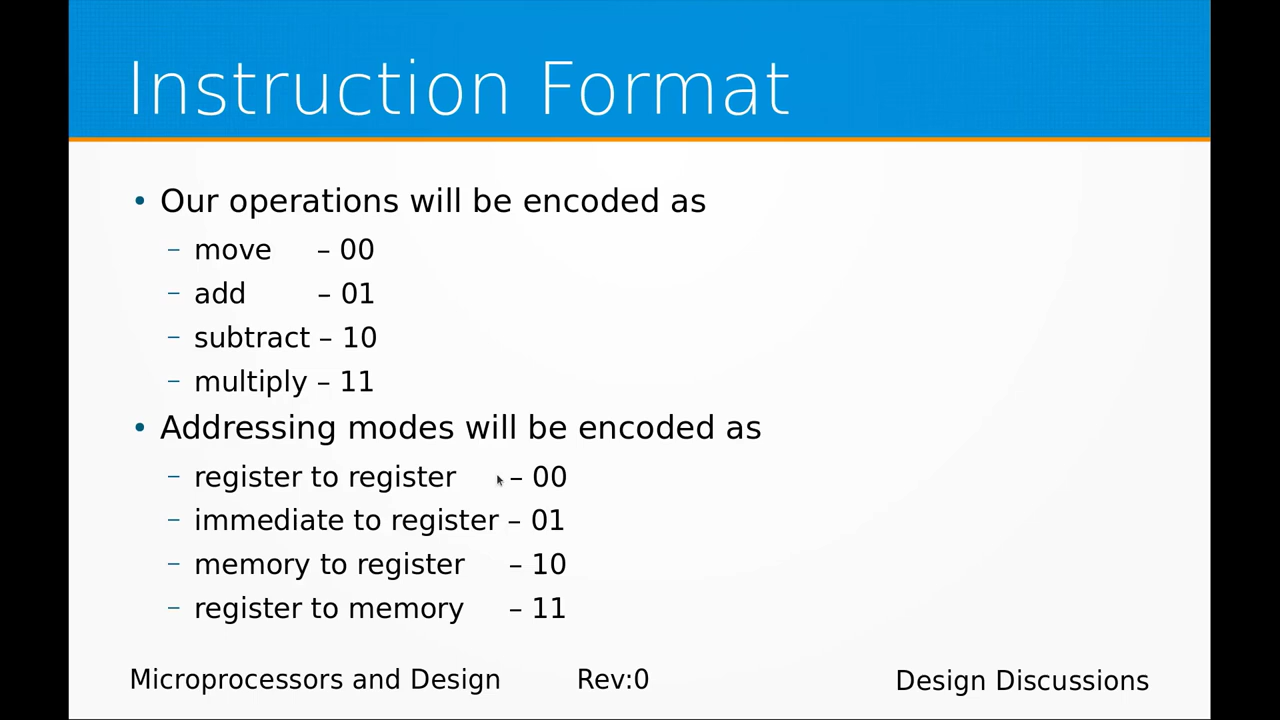 Instruction Format
• Our operations will be encoded as
– move – 00
– add – 01
– subtract – 10
– multiply – 11
• Addressing modes will be encoded as
– register to register – 00
– immediate to register – 01
– memory to register – 10
– register to memory – 11
Microprocessors and Design Rev:0 Design Discussions